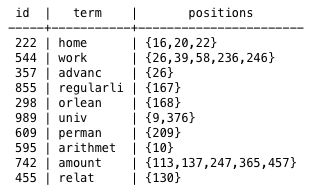 id | term | positions
-----+-----------+-----------------------
222 | home | {16,20,22}
544 | work | {26,39,58,236,246}
357 | advanc | {26}
855 | regularli | {167}
298 | orlean | {168}
989 | univ | {9,376}
609 | perman | {209}
595 | arithmet | {10}
742 | amount | {113,137,247,365,457}
455 | relat | {130}